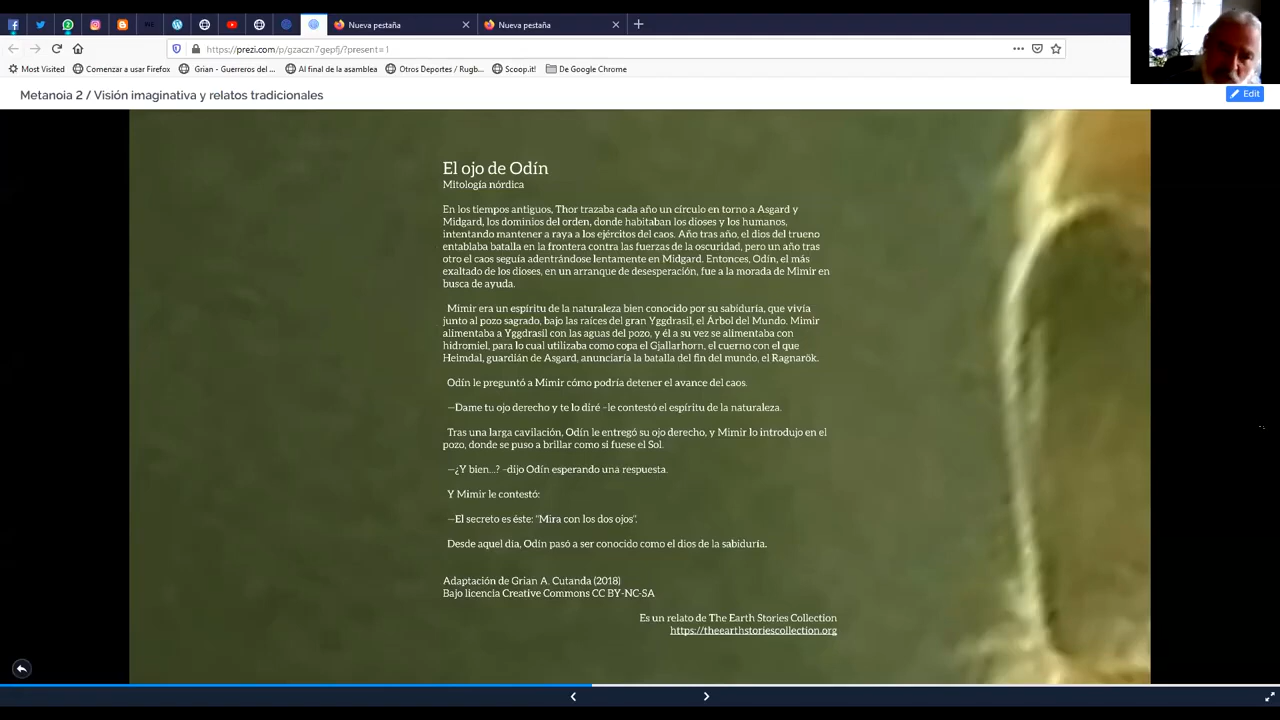 Nueva pestaña
Nueva pestaña
https://prezi.com/p/gzaczn7gepfj/?present=1
Most Visited
Comenzar a usar Firefox
Grian - Guerreros del ...
Al final de la asamblea
Otros Deportes / Rugb...
Scoop.it!
De Google Chrome
Metanoia 2 / Visión imaginativa y relatos tradicionales
Edit
El ojo de Odín
Mitología nórdica
En los tiempos antiguos, Thor trazaba cada año un círculo en torno a Asgard y
Midgard, los dominios del orden, donde habitaban los dioses y los humanos,
intentando mantener a raya a los ejércitos del caos. Año tras año, el dios del trueno
entablaba batalla en la frontera contra las fuerzas de la oscuridad, pero un año tras
otro el caos seguía adentrándose lentamente en Midgard. Entonces, Odín, el más
exaltado de los dioses, en un arranque de desesperación, fue a la morada de Mimir en
busca de ayuda.
Mimir era un espíritu de la naturaleza bien conocido por su sabiduría, que vivía
junto al pozo sagrado, bajo las raíces del gran Yggdrasil, el Árbol del Mundo. Mimir
alimentaba a Yggdrasil con las aguas del pozo, y él a su vez se alimentaba con
hidromiel, para lo cual utilizaba como copa el Gjallarhorn, el cuerno con el que
Heimdal, guardián de Asgard, anunciaría la batalla del fin del mundo, el Ragnarök.
Odín le preguntó a Mimir cómo podría detener el avance del caos.
—Dame tu ojo derecho y te lo diré –le contestó el espíritu de la naturaleza.
Tras una larga cavilación, Odín le entregó su ojo derecho, y Mimir lo introdujo en el
pozo, donde se puso a brillar como si fuese el Sol.
—¿Y bien...? –dijo Odín esperando una respuesta.
Y Mimir le contestó:
—El secreto es éste: "Mira con los dos ojos".
Desde aquel día, Odín pasó a ser conocido como el dios de la sabiduría.
Adaptación de Grian A. Cutanda (2018)
Bajo licencia Creative Commons CC BY-NC-SA
Es un relato de The Earth Stories Collection
https://theearthstoriescollection.org